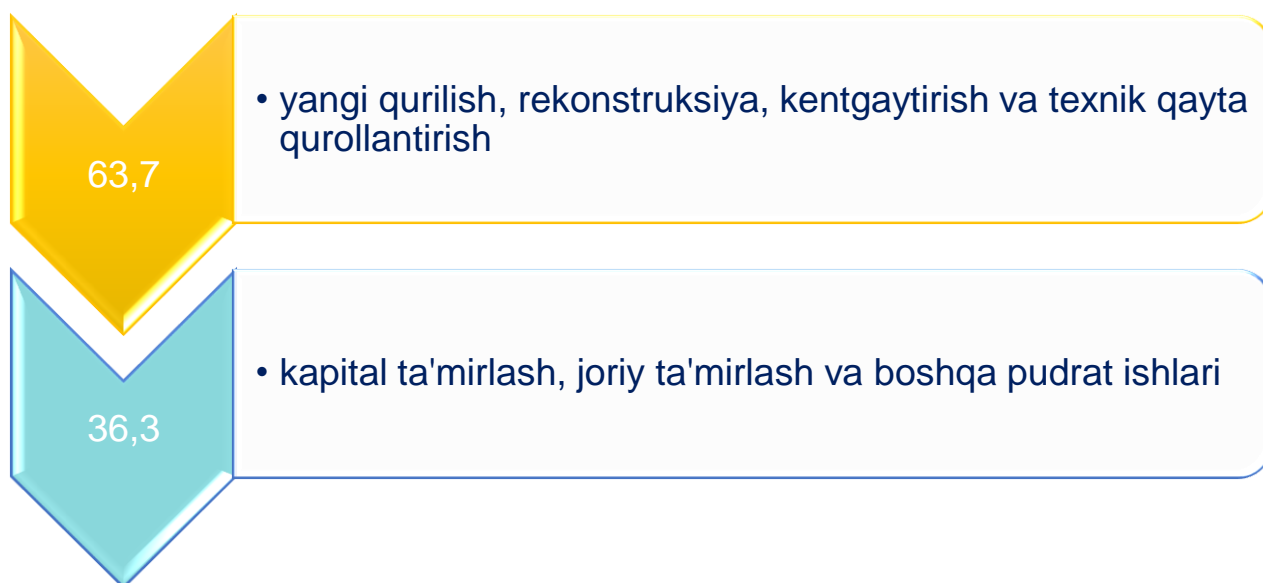 63,7
• yangi qurilish, rekonstruksiya, kentgaytirish va texnik qayta
qurollantirish
36,3
• kapital ta'mirlash, joriy ta'mirlash va boshqa pudrat ishlari